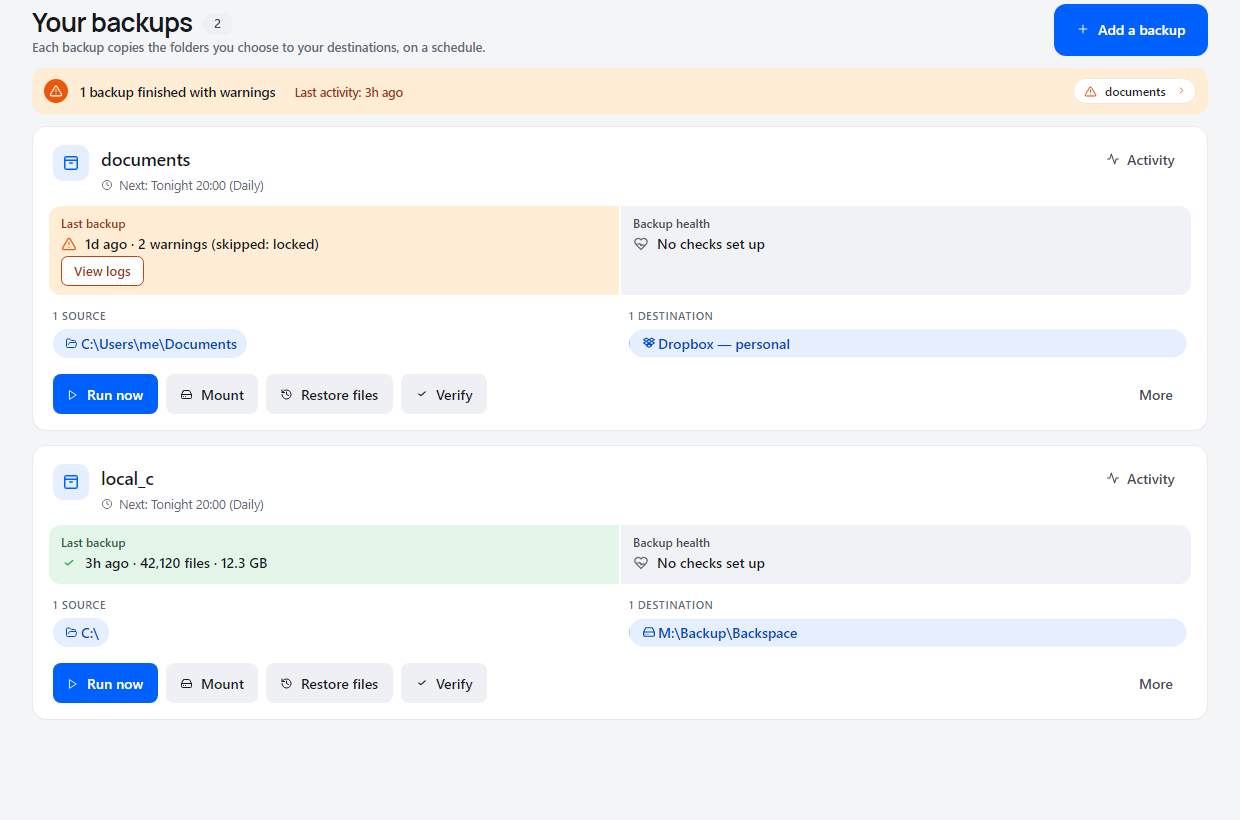 Your backups 2
Each backup copies the folders you choose to your destinations, on a schedule.
+ Add a backup
1 backup finished with warnings Last activity: 3h ago
documents
documents
Activity
Next: Tonight 20:00 (Daily)
Last backup
1d ago · 2 warnings (skipped: locked)
View logs
Backup health
No checks set up
1 SOURCE
C:\Users\me\Documents
1 DESTINATION
Dropbox — personal
Run now Mount Restore files Verify More
local_c
Activity
Next: Tonight 20:00 (Daily)
Last backup
3h ago · 42,120 files · 12.3 GB
Backup health
No checks set up
1 SOURCE
C:\
1 DESTINATION
M:\Backup\Backspace
Run now Mount Restore files Verify More